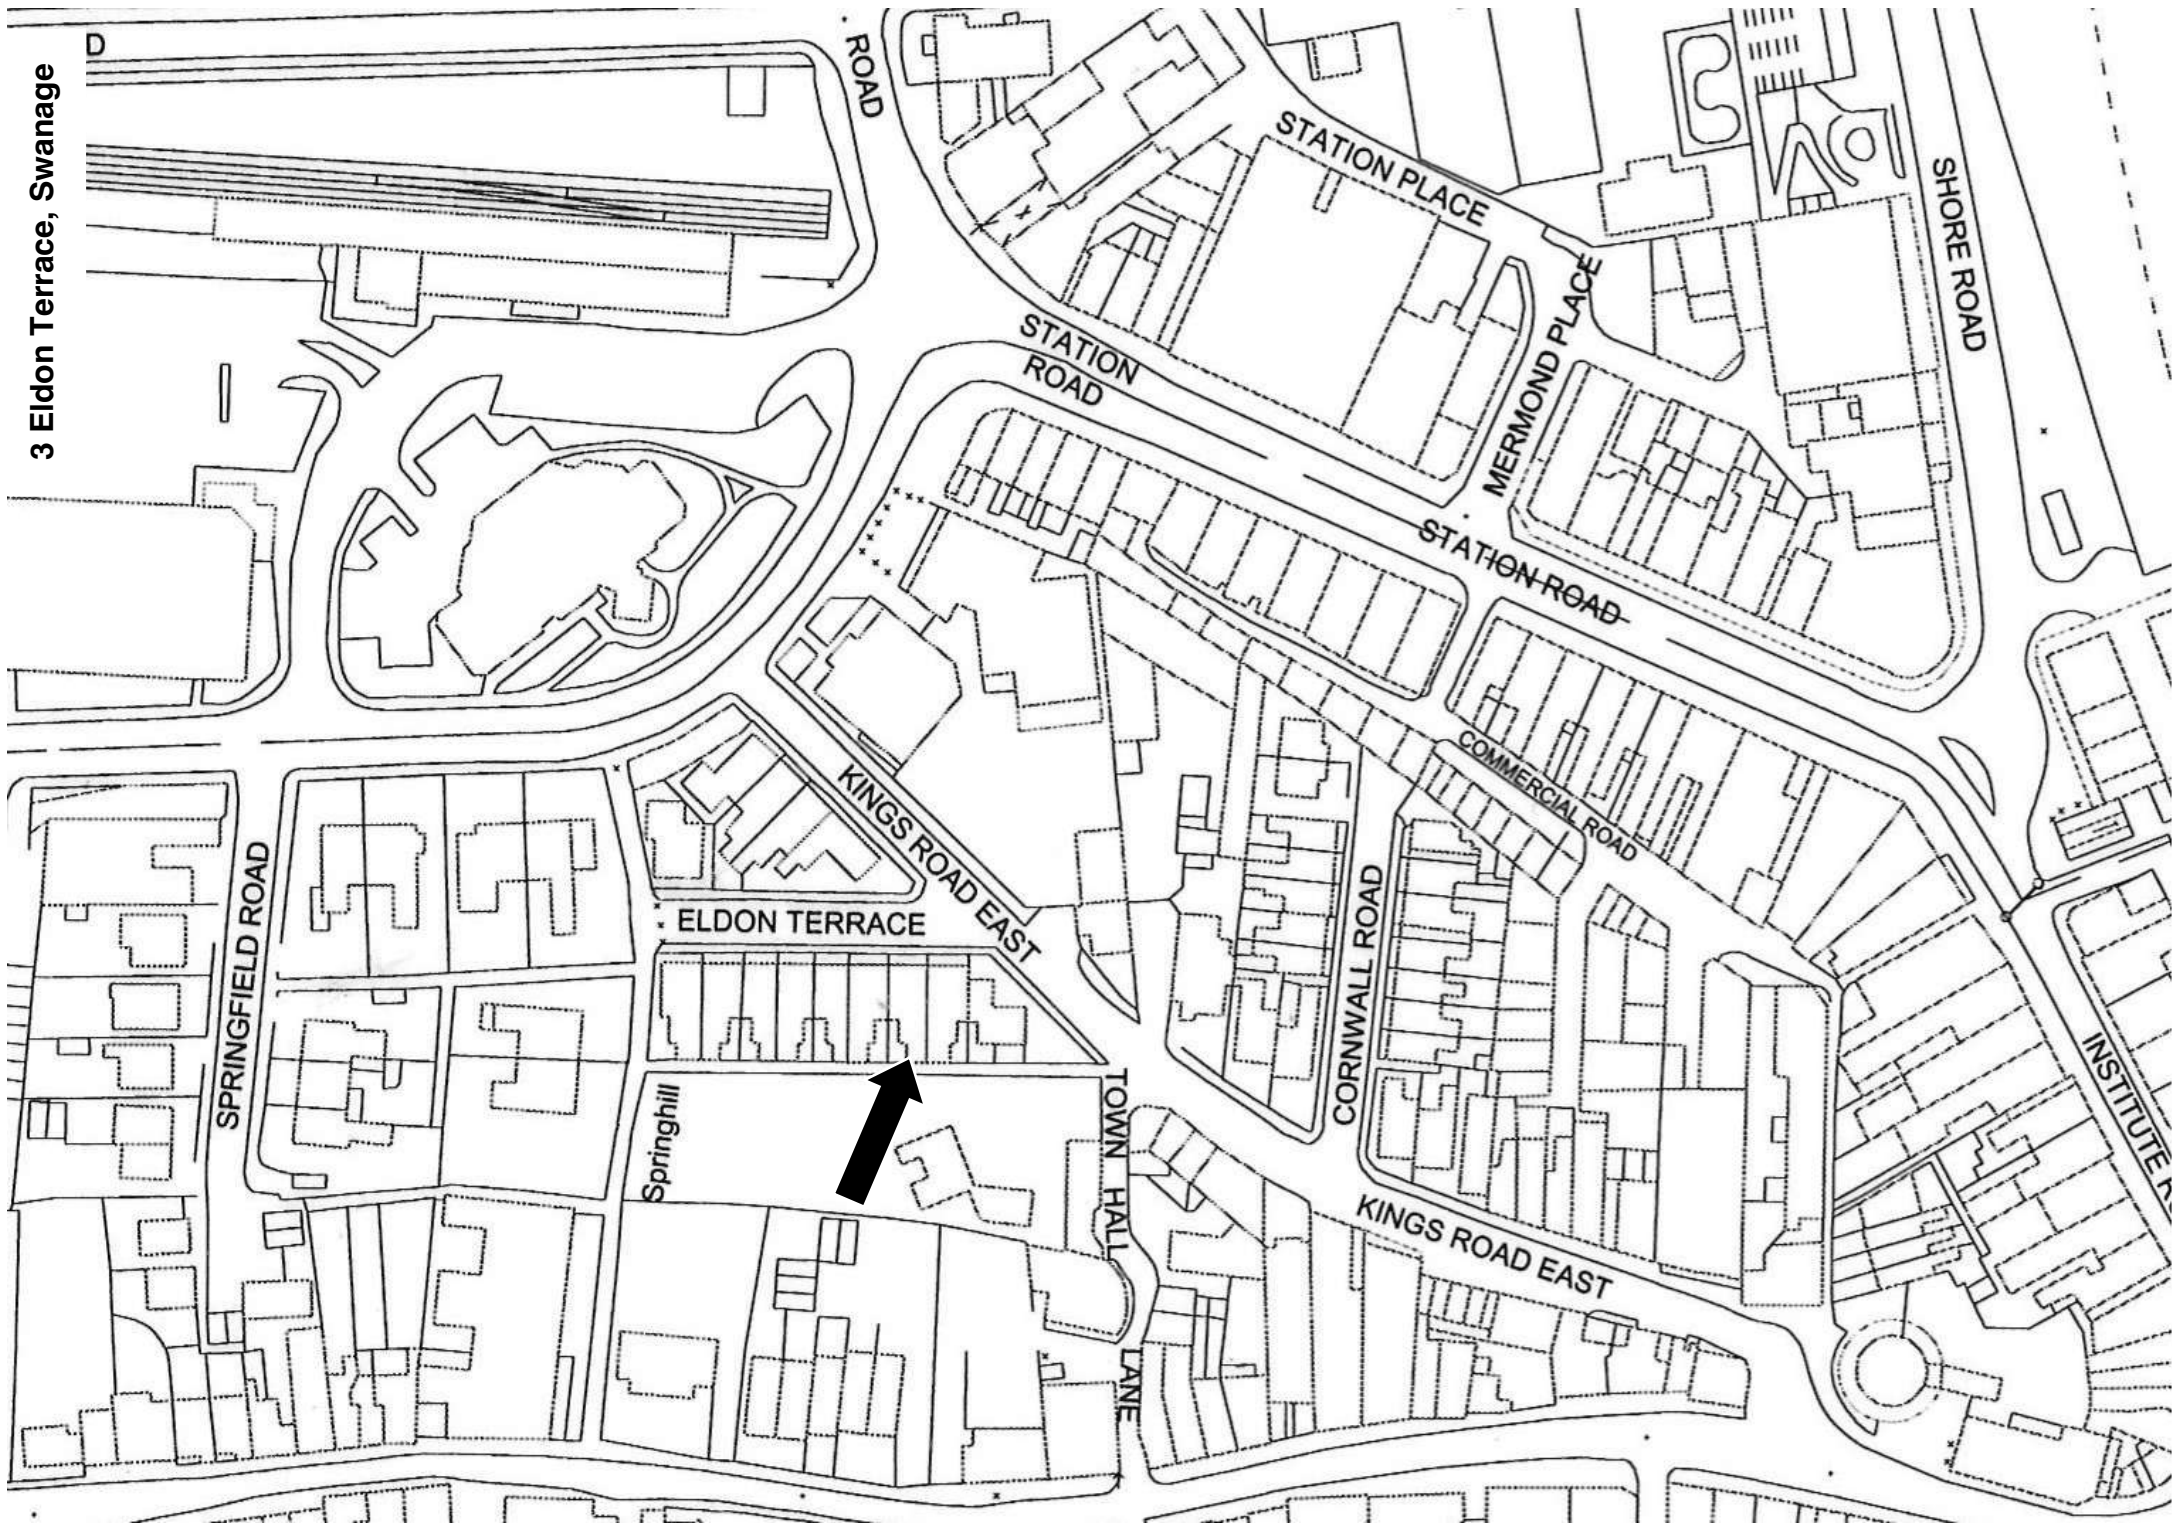 3 Eldon Terrace, Swanage
D
ROAD
STATION PLACE
SHORE ROAD
MERMOND PLACE
STATION
ROAD
STATION ROAD
COMMERCIAL ROAD
KINGS ROAD EAST
ELDON TERRACE
SPRINGFIELD ROAD
CORNWALL ROAD
INSTITUTE
Springhill
TOWN HALL LANE
KINGS ROAD EAST